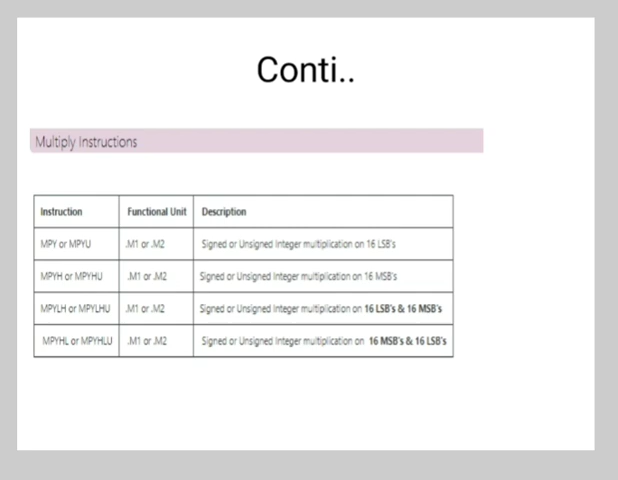 Conti..
Multiply Instructions
Instruction Functional Unit Description
MPY or MPYU .M1 or .M2 Signed or Unsigned Integer multiplication on 16 LSB's
MPYH or MPYHU .M1 or .M2 Signed or Unsigned Integer multiplication on 16 MSB's
MPYLH or MPYLHU .M1 or .M2 Signed or Unsigned Integer multiplication on 16 LSB's & 16 MSB's
MPYHL or MPYHLU .M1 or .M2 Signed or Unsigned Integer multiplication on 16 MSB's & 16 LSB's